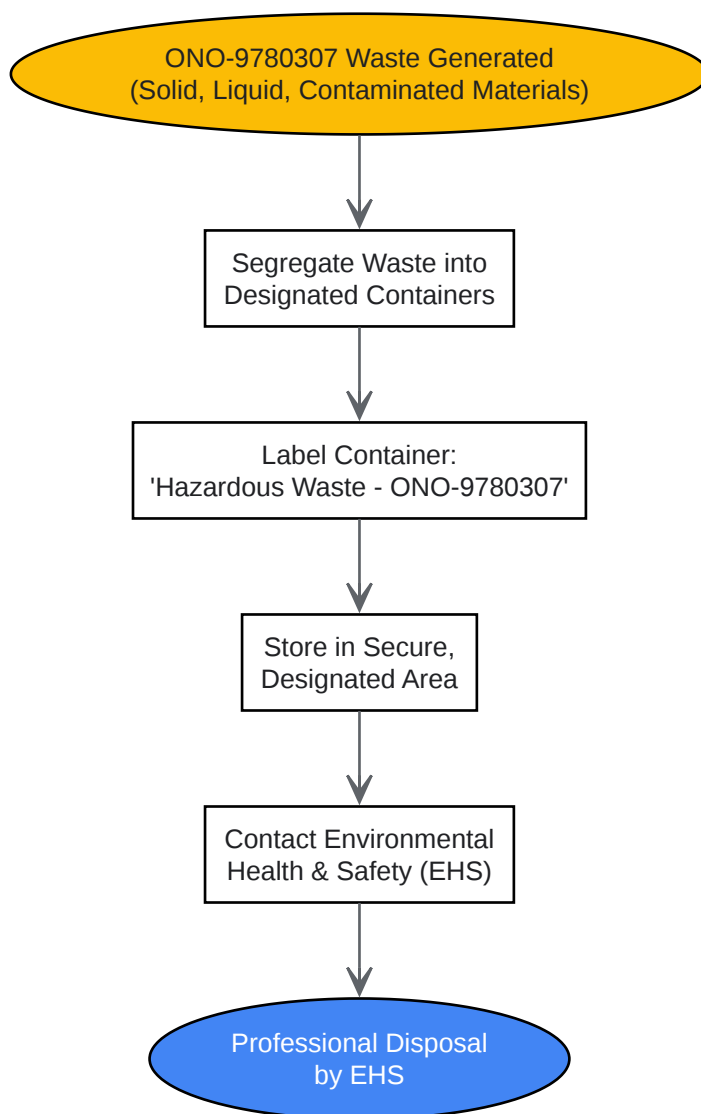 ONO-9780307 Waste Generated
(Solid, Liquid, Contaminated Materials)
Segregate Waste into
Designated Containers
Label Container:
'Hazardous Waste - ONO-9780307'
Store in Secure,
Designated Area
Contact Environmental
Health & Safety (EHS)
Professional Disposal
by EHS